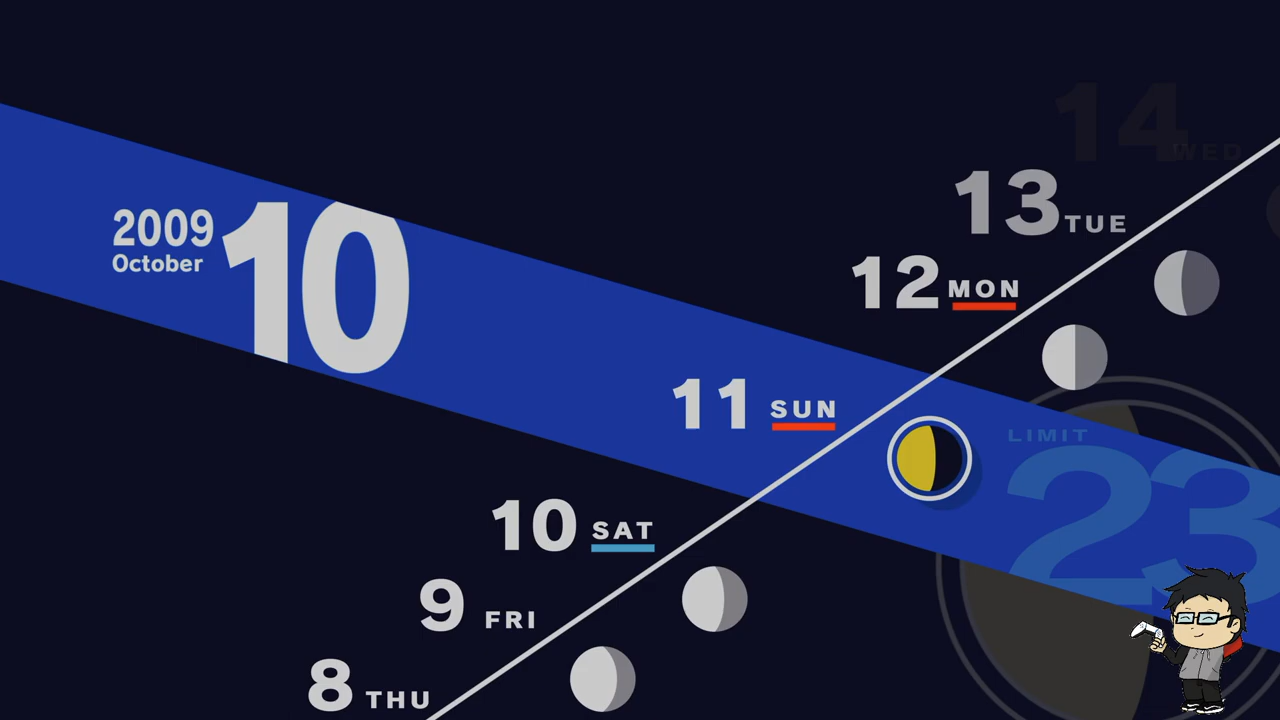 14 WED
13 TUE
2009
October
10
12 MON
11 SUN
LIMIT
23
10 SAT
9 FRI
8 THU